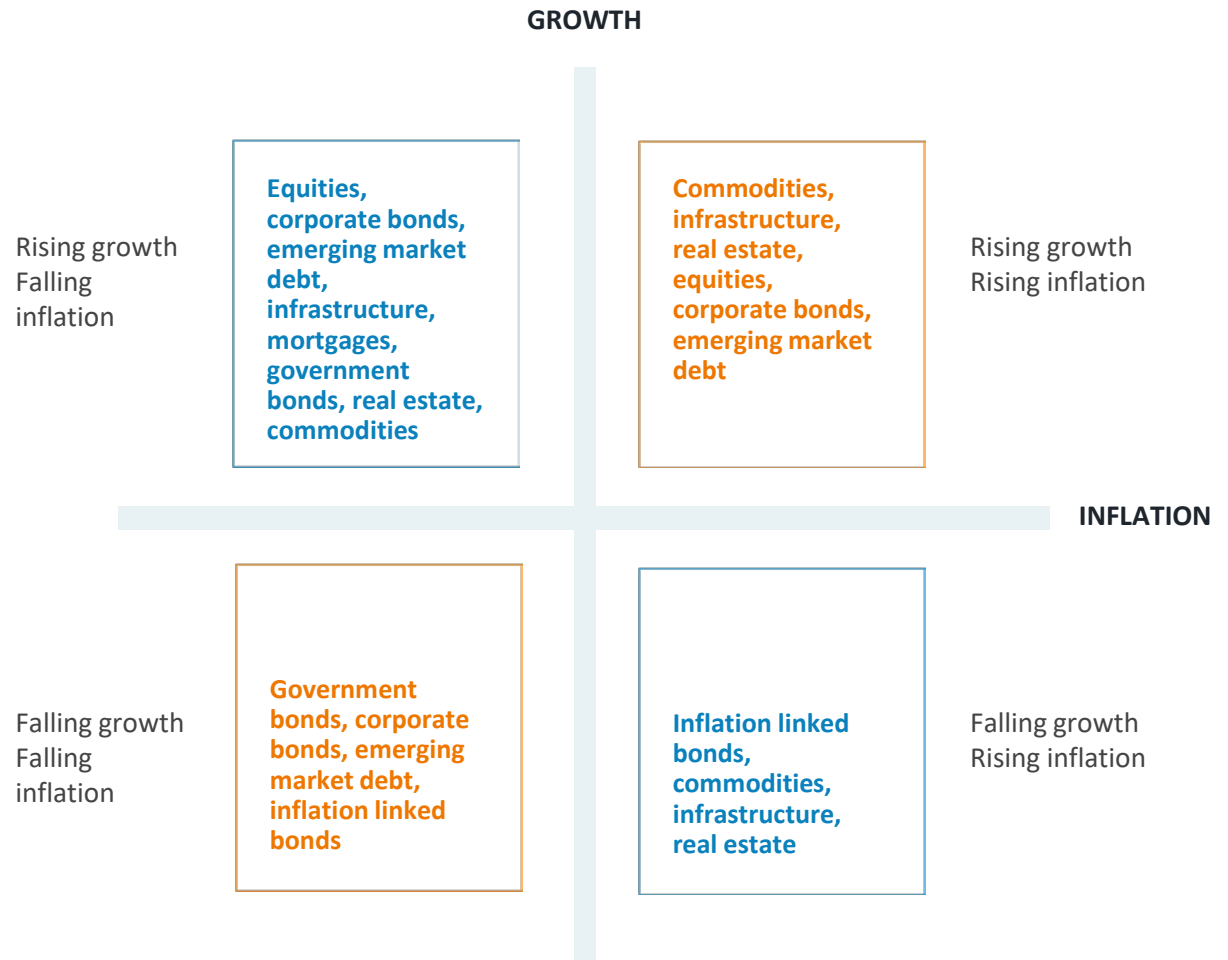 GROWTH
Rising growth
Falling
inflation
Equities,
corporate bonds,
emerging market
debt,
infrastructure,
mortgages,
government
bonds, real estate,
commodities
Commodities,
infrastructure,
real estate,
equities,
corporate bonds,
emerging market
debt
Rising growth
Rising inflation
INFLATION
Falling growth
Falling
inflation
Government
bonds, corporate
bonds, emerging
market debt,
inflation linked
bonds
Inflation linked
bonds,
commodities,
infrastructure,
real estate
Falling growth
Rising inflation